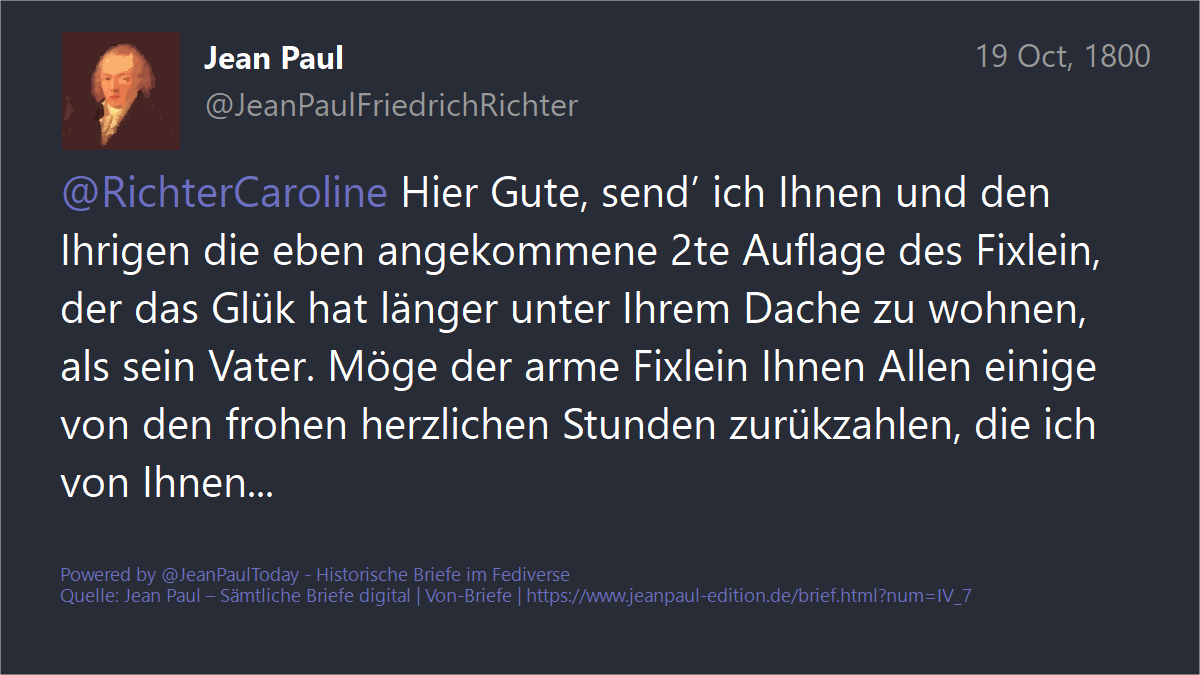 Jean Paul
@JeanPaulFriedrichRichter
19 Oct, 1800
@RichterCaroline Hier Gute, send’ ich Ihnen und den
Ihrigen die eben angekommene 2te Auflage des Fixlein,
der das Glük hat länger unter Ihrem Dache zu wohnen,
als sein Vater. Möge der arme Fixlein Ihnen Allen einige
von den frohen herzlichen Stunden zurükzahlen, die ich
von Ihnen...
Powered by @JeanPaulToday - Historische Briefe im Fediverse
Quelle: Jean Paul – Sämtliche Briefe digital | Von-Briefe | https://www.jeanpaul-edition.de/brief.html?num=IV_7